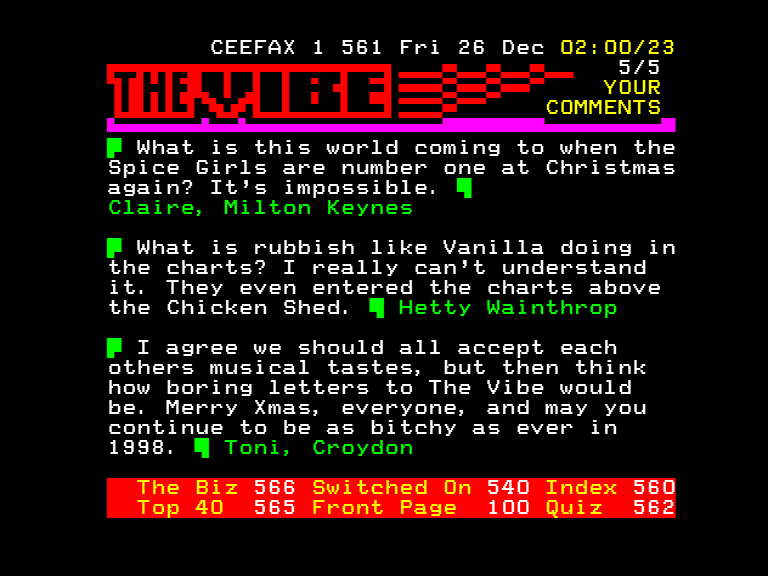 CEEFAX 1 561 Fri 26 Dec 02:00/23
THE VIBE
5/5
YOUR
COMMENTS
What is this world coming to when the
Spice Girls are number one at Christmas
again? It's impossible.
Claire, Milton Keynes
What is rubbish like Vanilla doing in
the charts? I really can't understand
it. They even entered the charts above
the Chicken Shed. Hetty Wainthrop
I agree we should all accept each
others musical tastes, but then think
how boring letters to The Vibe would
be. Merry Xmas, everyone, and may you
continue to be as bitchy as ever in
1998. Toni, Croydon
The Biz 566 Switched On 540 Index 560
Top 40 565 Front Page 100 Quiz 562